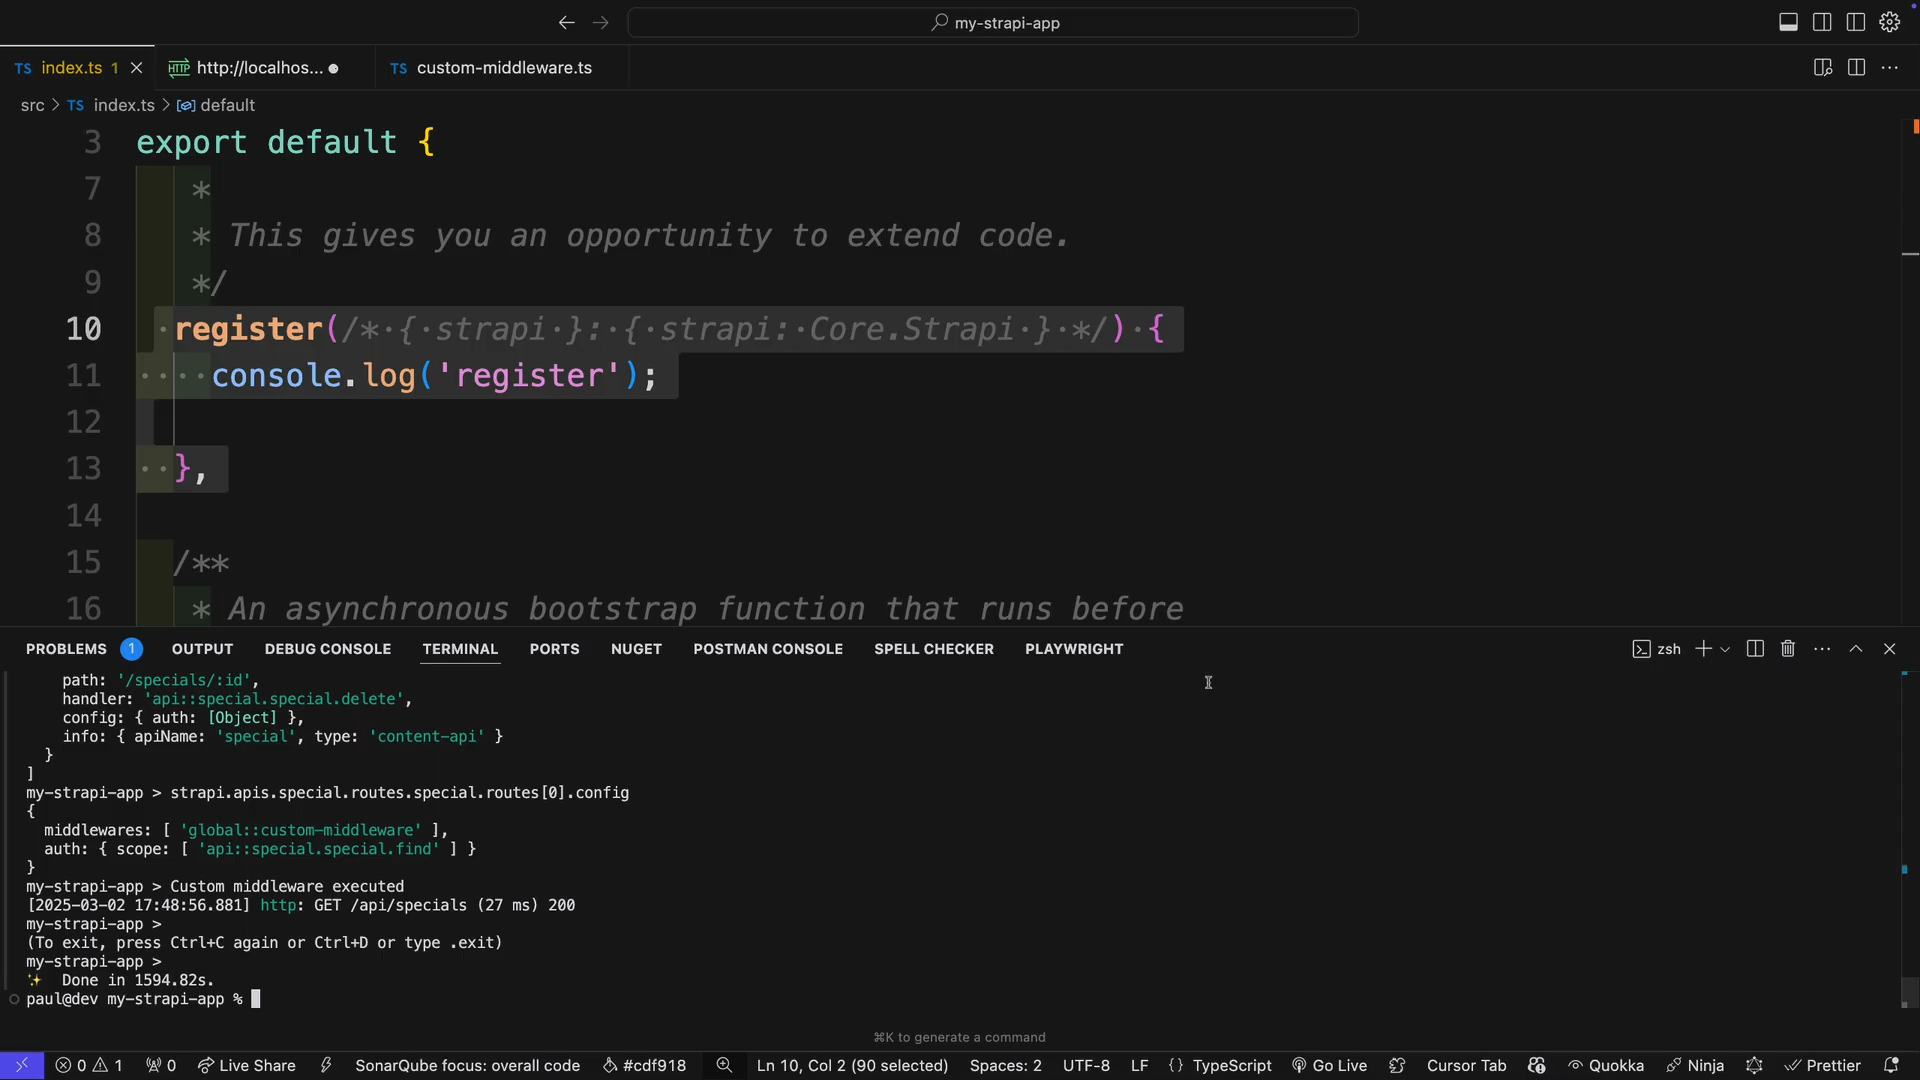 my-strapi-app
TS index.ts 1
HTTP http://localhos... ●
TS custom-middleware.ts
src > TS index.ts > default
3 export default {
7 *
8 * This gives you an opportunity to extend code.
9 */
10 register(/* { strapi }: { strapi: Core.Strapi } */) {
11 console.log('register');
12
13 },
14
15 /**
16 * An asynchronous bootstrap function that runs before
PROBLEMS 1 OUTPUT DEBUG CONSOLE TERMINAL PORTS NUGET POSTMAN CONSOLE SPELL CHECKER PLAYWRIGHT zsh
path: '/specials/:id',
handler: 'api::special.special.delete',
config: { auth: [Object] },
info: { apiName: 'special', type: 'content-api' }
}
]
my-strapi-app > strapi.apis.special.routes.special.routes[0].config
{
middlewares: [ 'global::custom-middleware' ],
auth: { scope: [ 'api::special.special.find' ] }
}
my-strapi-app > Custom middleware executed
[2025-03-02 17:48:56.881] http: GET /api/specials (27 ms) 200
my-strapi-app >
(To exit, press Ctrl+C again or Ctrl+D or type .exit)
my-strapi-app >
✨ Done in 1594.82s.
paul@dev my-strapi-app %
⌘K to generate a command
0 1 0 Live Share SonarQube focus: overall code #cdf918 Ln 10, Col 2 (90 selected) Spaces: 2 UTF-8 LF {} TypeScript Go Live Cursor Tab Quokka Ninja Prettier